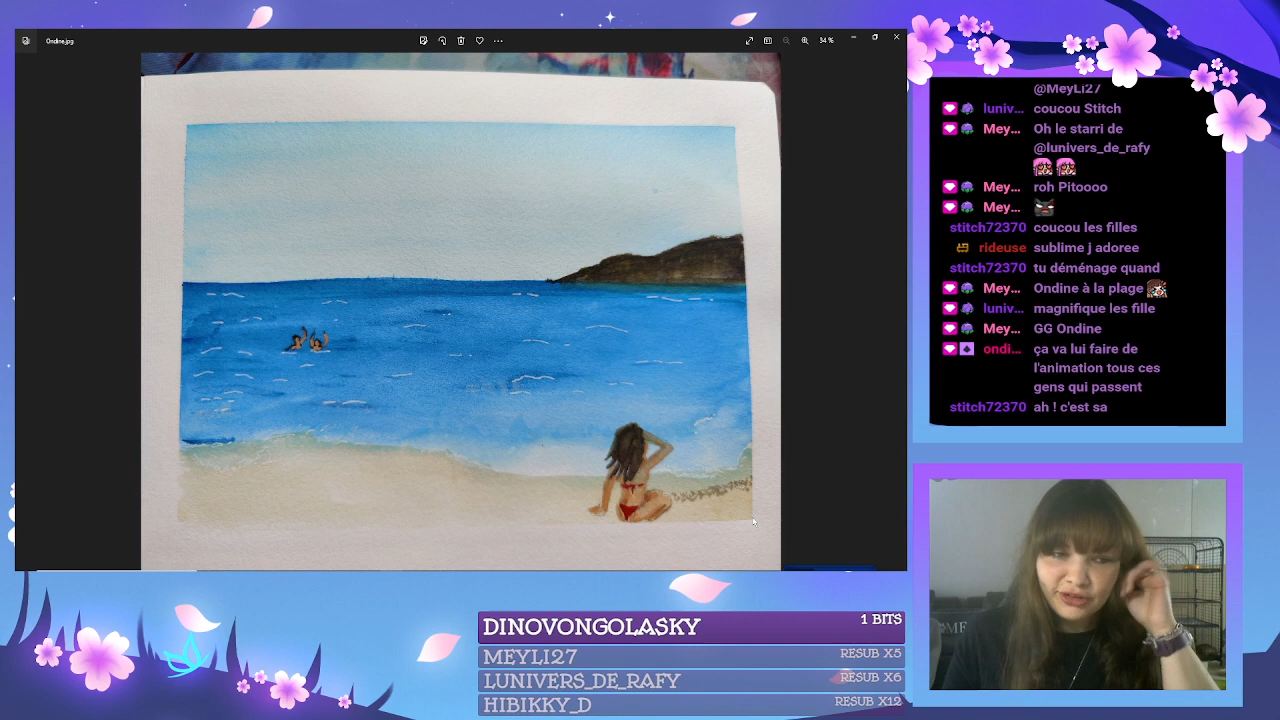 Ondine.jpg
34 %
@MeyLi27
luniv... coucou Stitch
Mey... Oh le starri de
@lunivers_de_rafy
Mey... roh Pitoooo
Mey...
stitch72370 coucou les filles
rideuse sublime j adoree
stitch72370 tu déménage quand
Mey... Ondine à la plage
luniv... magnifique les fille
Mey... GG Ondine
ondi... ça va lui faire de
l'animation tous ces
gens qui passent
stitch72370 ah ! c'est sa
DINOVONGOLASKY 1 BITS
MEYLI27 RESUB X5
LUNIVERS_DE_RAFY RESUB X6
HIBIKKY_D RESUB X12